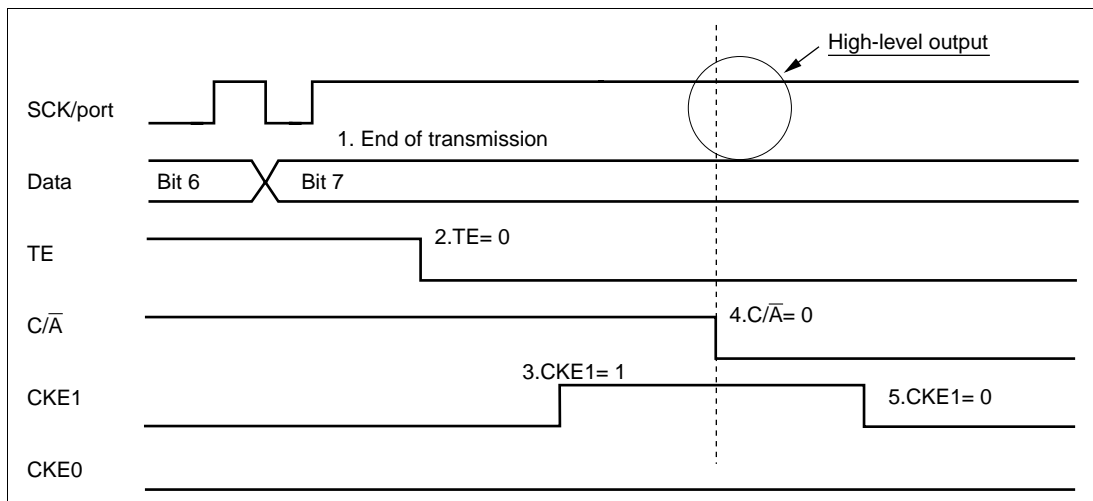 High-level output
SCK/port
1. End of transmission
Data
Bit 6
Bit 7
TE
2.TE= 0
C/A̅
4.C/A̅= 0
3.CKE1= 1
CKE1
5.CKE1= 0
CKE0